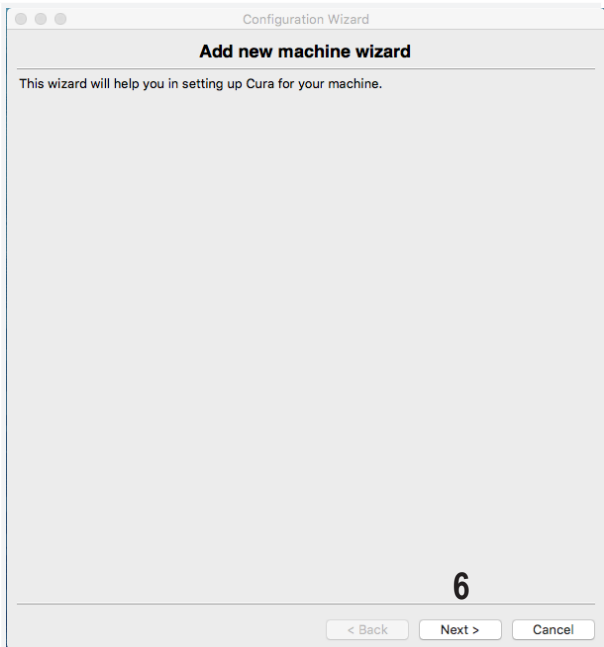 Configuration Wizard
Add new machine wizard
This wizard will help you in setting up Cura for your machine.
6
< Back Next > Cancel